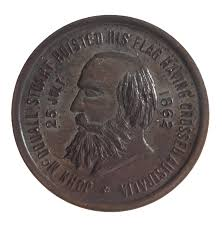 JOHN McDOUALL STUART HOISTED HIS FLAG HAVING CROSSED AUSTRALIA
25 JULY
1862